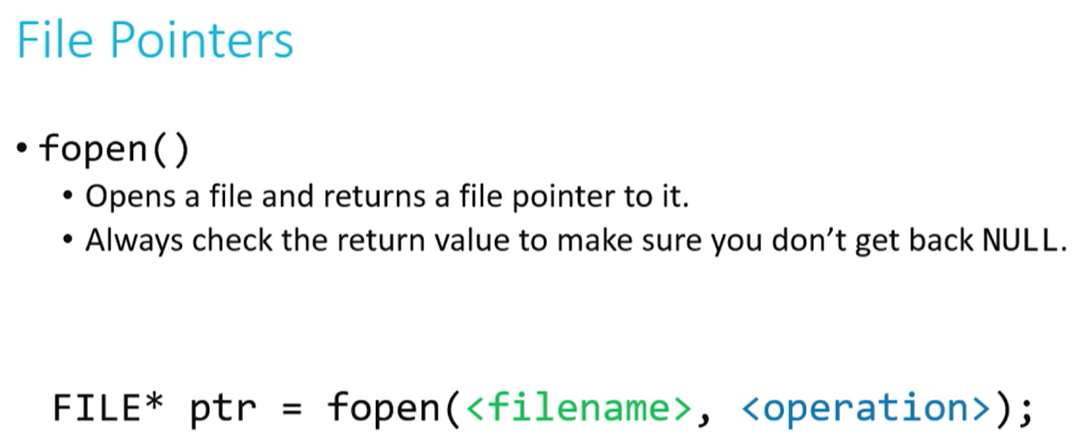 File Pointers
• fopen()
• Opens a file and returns a file pointer to it.
• Always check the return value to make sure you don’t get back NULL.
FILE* ptr = fopen(<filename>, <operation>);